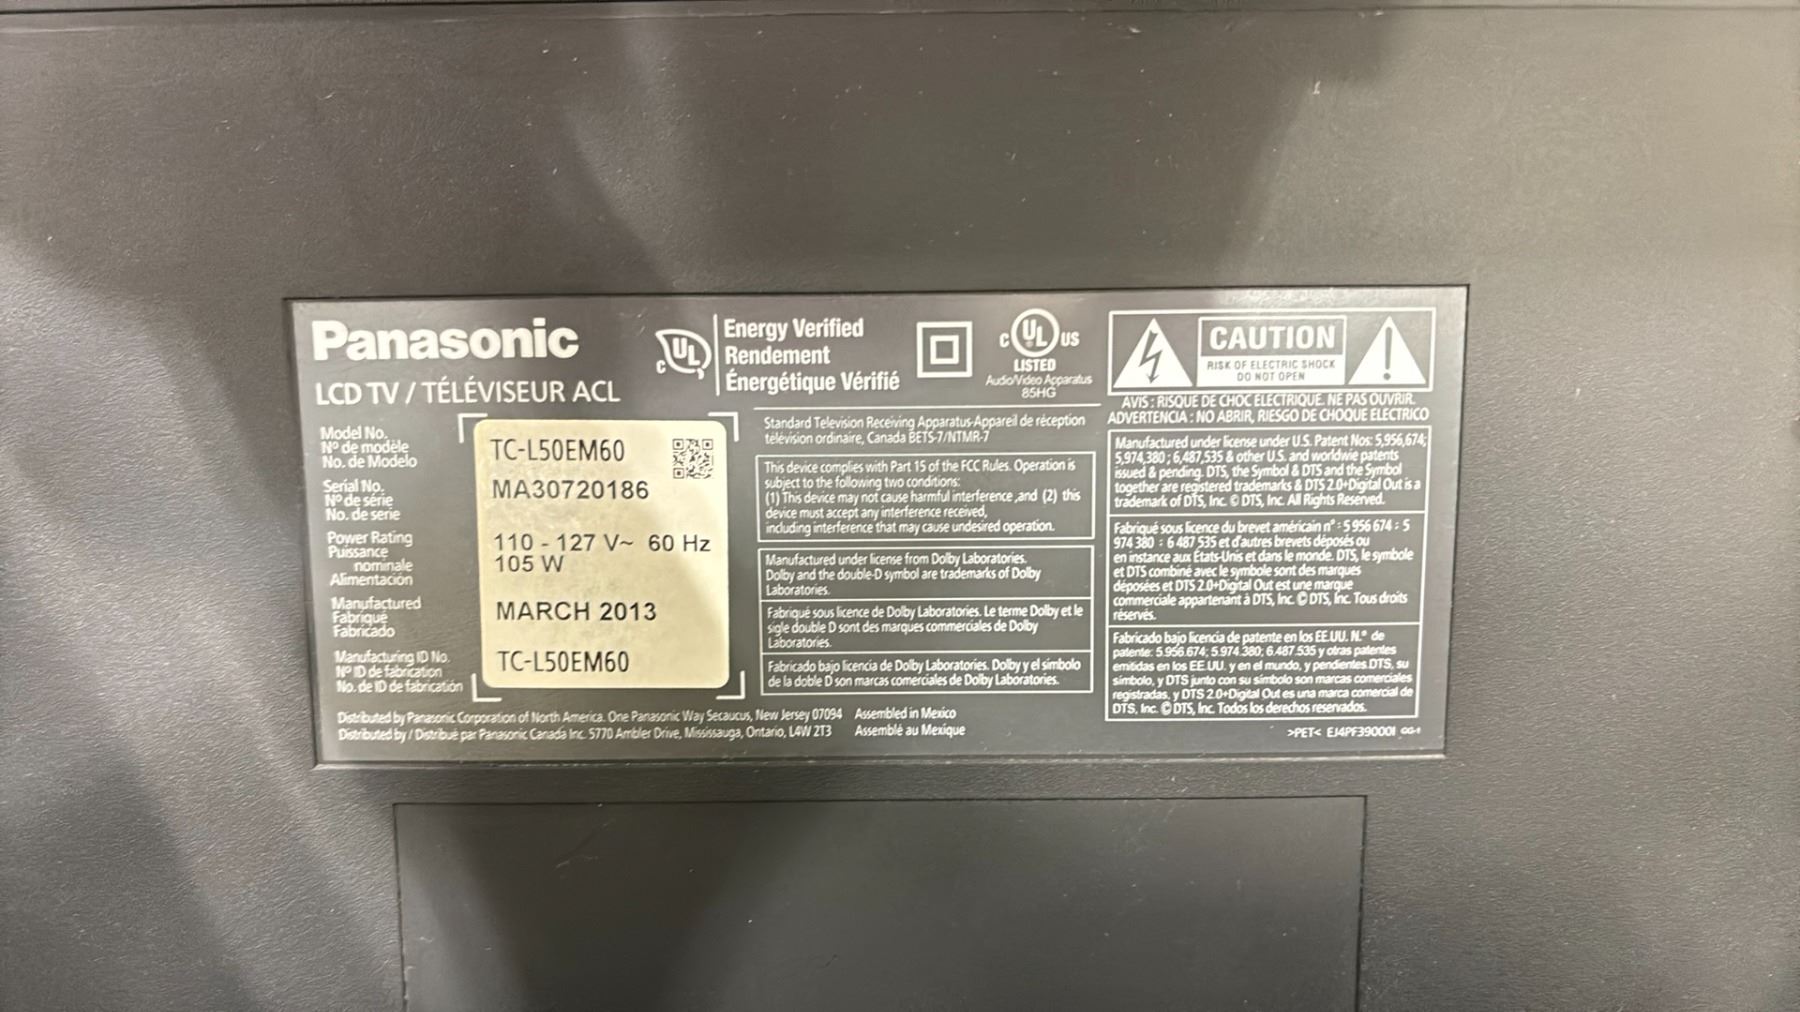 Panasonic
LCD TV / TÉLÉVISEUR ACL
Model No.
Nº de modèle
No. de Modelo
TC-L50EM60
Serial No.
Nº de série
No. de serie
MA30720186
Power Rating
Puissance
nominale
Alimentación
110 - 127 V~ 60 Hz
105 W
Manufactured
Fabriqué
Fabricado
MARCH 2013
Manufacturing ID No.
Nº ID de fabrication
No. de ID de fabricatión
TC-L50EM60
c UL
Energy Verified
Rendement
Énergétique Vérifié
c UL US
LISTED
Audio/Video Apparatus
85HG
Standard Television Receiving Apparatus-Appareil de réception
télévision ordinaire, Canada BETS-7/NTMR-7
This device complies with Part 15 of the FCC Rules. Operation is
subject to the following two conditions:
(1) This device may not cause harmful interference ,and (2) this
device must accept any interference received,
including interference that may cause undesired operation.
Manufactured under license from Dolby Laboratories.
Dolby and the double-D symbol are trademarks of Dolby
Laboratories.
Fabriqué sous licence de Dolby Laboratories. Le terme Dolby et le
sigle double D sont des marques commerciales de Dolby
Laboratories.
Fabricado bajo licencia de Dolby Laboratories. Dolby y el simbolo
de la doble D son marcas comerciales de Dolby Laboratories.
CAUTION
RISK OF ELECTRIC SHOCK
DO NOT OPEN
AVIS : RISQUE DE CHOC ELECTRIQUE. NE PAS OUVRIR.
ADVERTENCIA : NO ABRIR, RIESGO DE CHOQUE ELECTRICO
Manufactured under license under U.S. Patent Nos: 5,956,674;
5,974,380 ; 6,487,535 & other U.S. and worldwie patents
issued & pending. DTS, the Symbol & DTS and the Symbol
together are registered trademarks & DTS 2.0+Digital Out is a
trademark of DTS, Inc. © DTS, Inc. All Rights Reserved.
Fabriqué sous licence du brevet américain n° : 5 956 674 ; 5
974 380 ; 6 487 535 et d'autres brevets déposés ou
en instance aux États-Unis et dans le monde. DTS, le symbole
et DTS combiné avec le symbole sont des marques
déposées et DTS 2.0+Digital Out est une marque
commerciale appartenant à DTS, Inc. © DTS, Inc. Tous droits
réservés.
Fabricado bajo licencia de patente en los EE.UU. N.° de
patente: 5.956.674; 5.974.380; 6.487.535 y otras patentes
emitidas en los EE.UU. y en el mundo, y pendientes.DTS, su
símbolo, y DTS junto con su símbolo son marcas comerciales
registradas, y DTS 2.0+Digital Out es una marca comercial de
DTS, Inc. © DTS, Inc. Todos los derechos reservados.
Distributed by Panasonic Corporation of North America. One Panasonic Way Secaucus, New Jersey 07094 Assembled in Mexico
Distributed by / Distribué par Panasonic Canada Inc. 5770 Ambler Drive, Mississauga, Ontario, L4W 2T3 Assemblé au Mexique
>PET< EJ4PF390001